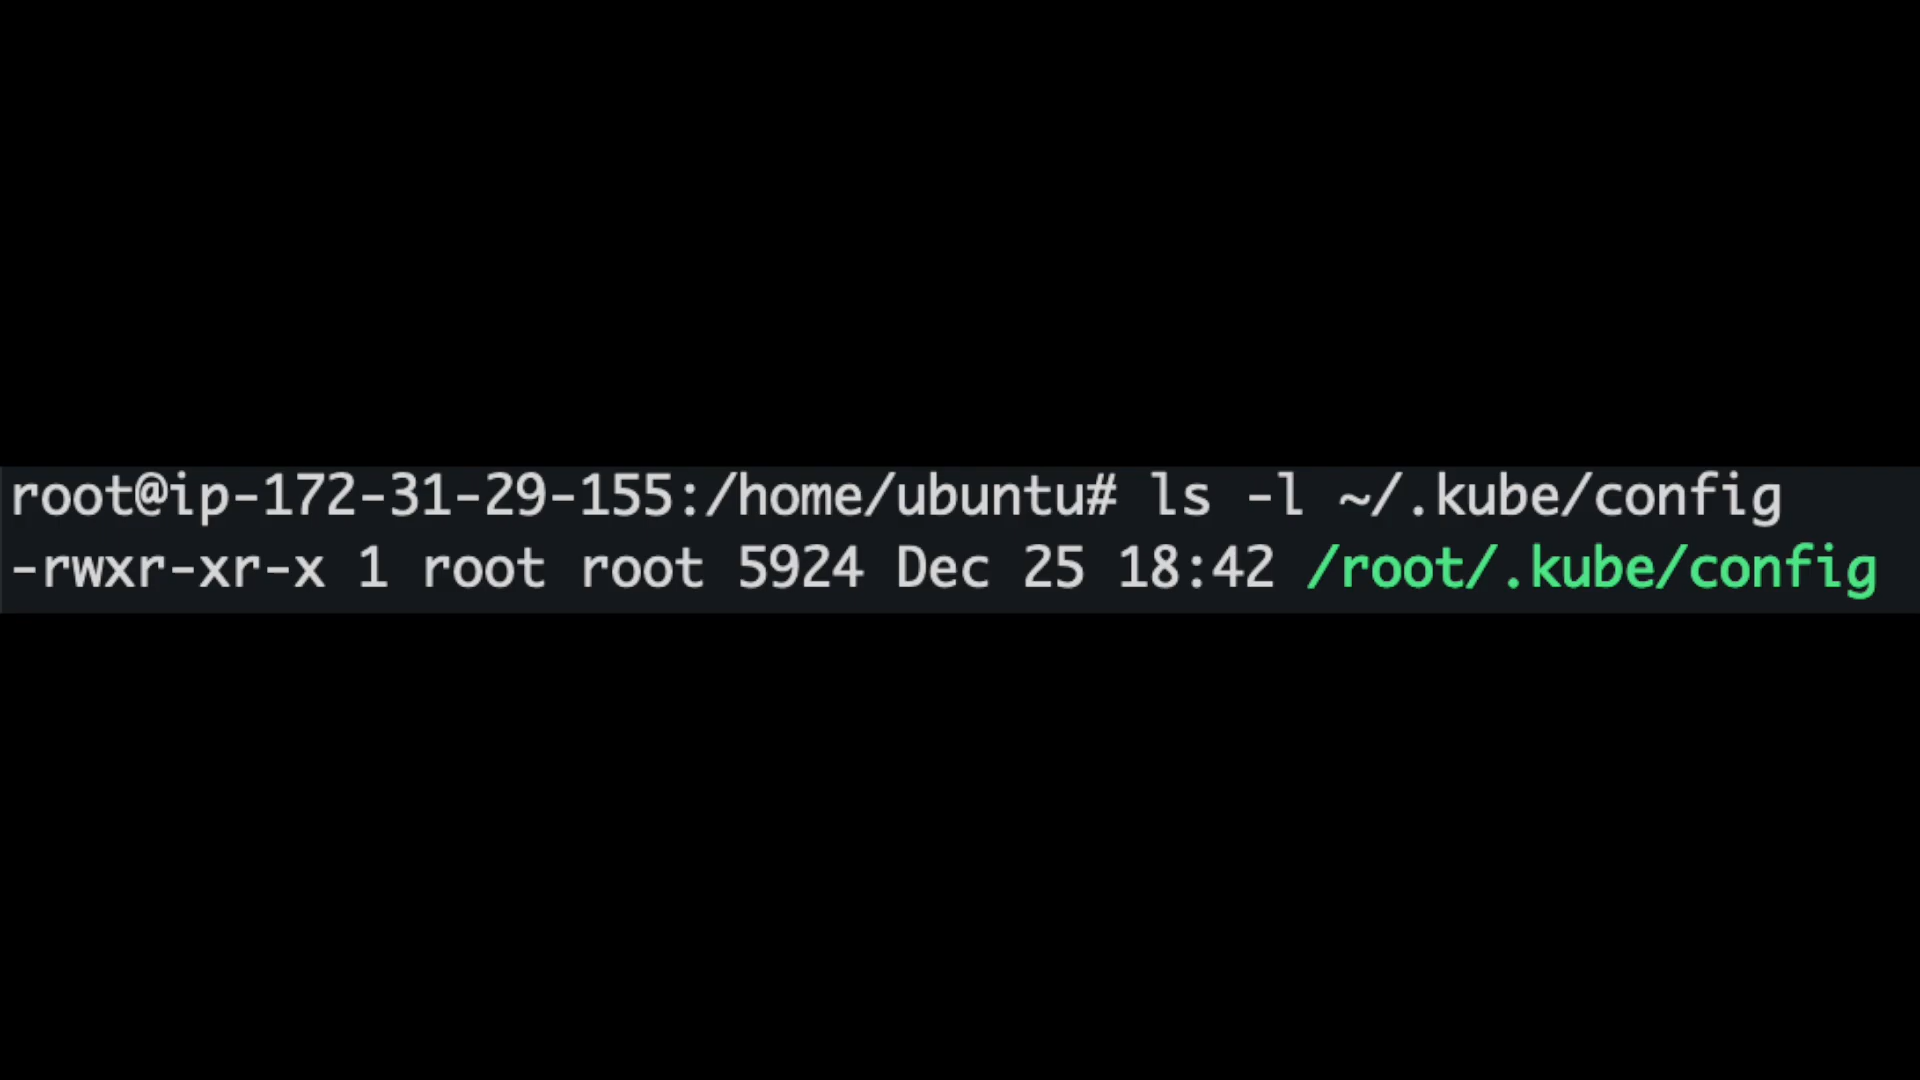 root@ip-172-31-29-155:/home/ubuntu# ls -l ~/.kube/config
-rwxr-xr-x 1 root root 5924 Dec 25 18:42 /root/.kube/config